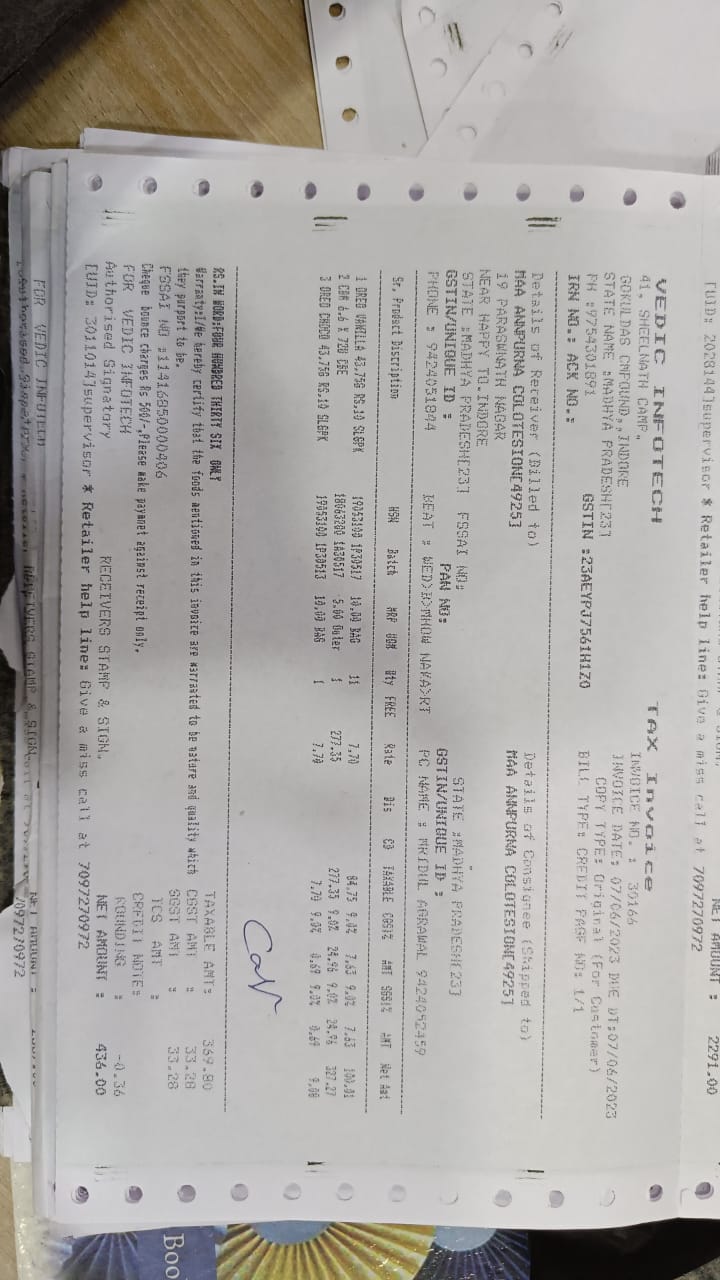 NET AMOUNT : 2291.00
[UID: 2028144]supervisor * Retailer help line: Give a miss call at 7097270972
VEDIC INFOTECH
TAX Invoice
41, SHEELNATH CAMP,
INVOICE NO. : 30166
GOKULDAS CMPOUND,,INDORE
INVOICE DATE: 07/06/2023 DUE DT:07/06/2023
STATE NAME :MADHYA PRADESH[23]
COPY TYPE: Original (For Customer)
PH :9754301891 GSTIN :23AEYPJ7561H1Z0
BILL TYPE: CREDIT PAGE NO: 1/1
IRN NO.: ACK NO.:
Details of Receiver (Billed to)
Details of Consignee (Shipped to)
MAA ANNPURNA COLOTESION[4925]
MAA ANNPURNA COLOTESION[4925]
19 PARASWNATH NAGAR
NEAR HAPPY TO.INDORE
STATE :MADHYA PRADESH[23] FSSAI NO:
STATE :MADHYA PRADESH[23]
GSTIN/UNIQUE ID : PAN NO:
GSTIN/UNIQUE ID :
PHONE : 9424051844 BEAT : WED>B>MHOW NAKA>RT
PC NAME : MRIDUL AGRAWAL 9424052459
Sr. Product Discription HSN Batch MRP UOM Qty FREE Rate Dis CD TAXABLE CGST% AMT SGST% AMT Net Amt
1 OREO VANILLA 43.75G RS.10 SLGPK 19053100 1P30517 10.00 BAG 11 7.70 84.75 9.0% 7.63 9.0% 7.63 100.01
2 CDM 6.6 X 72U CBE 18063200 1A30517 5.00 Outer 1 277.35 277.35 9.0% 24.96 9.0% 24.96 327.27
3 OREO CHOCO 43.75G RS.10 SLGPK 19053100 1P30513 10.00 BAG 1 7.70 7.70 9.0% 0.69 9.0% 0.69 9.08
RS.IN WORD:FOUR HUNDRED THIRTY SIX ONLY
TAXABLE AMT: 369.80
Warranty:I/We hereby certify that the foods mentioned in this invoice are warranted to be nature and quality which
CGST AMT : 33.28
they purport to be.
SGST AMT : 33.28
FSSAI NO :11416850000406
TCS AMT :
Cheque bounce charges Rs 500/-,Please make paymnet against receipt only.
CREDIT NOTE:
FOR VEDIC INFOTECH
ROUNDING : -0.36
Authorised Signatory RECEIVERS STAMP & SIGN.
NET AMOUNT : 436.00
[UID: 3011014]supervisor * Retailer help line: Give a miss call at 7097270972
FOR VEDIC INFOTECH
RECEIVERS STAMP & SIGN
NET AMOUNT :
7097270972
Boo